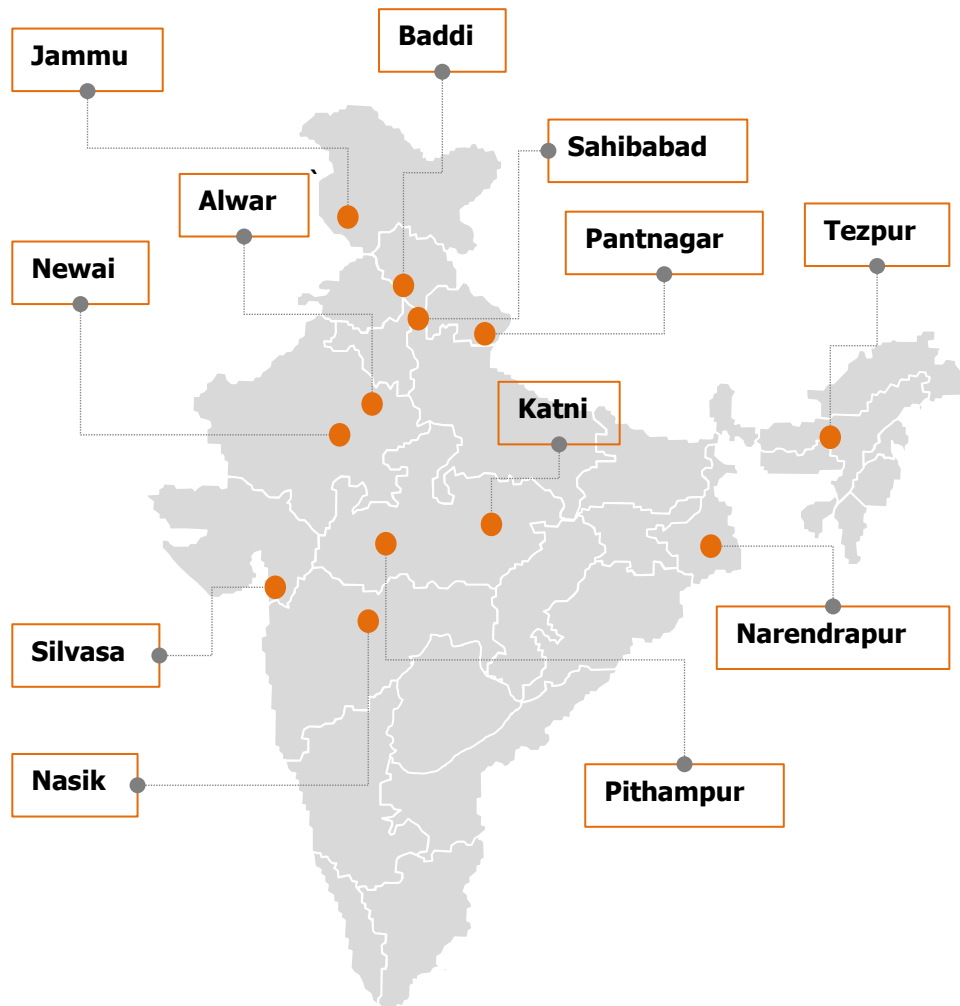 Baddi
Jammu
Sahibabad
`
Alwar
Pantnagar
Tezpur
Newai
Katni
Narendrapur
Silvasa
Nasik
Pithampur